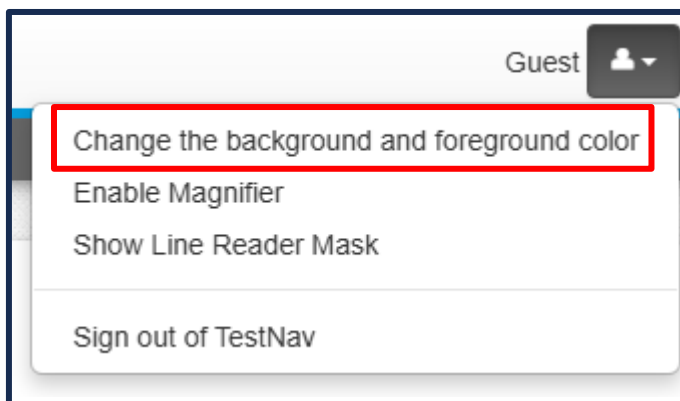 Guest
Change the background and foreground color
Enable Magnifier
Show Line Reader Mask
Sign out of TestNav